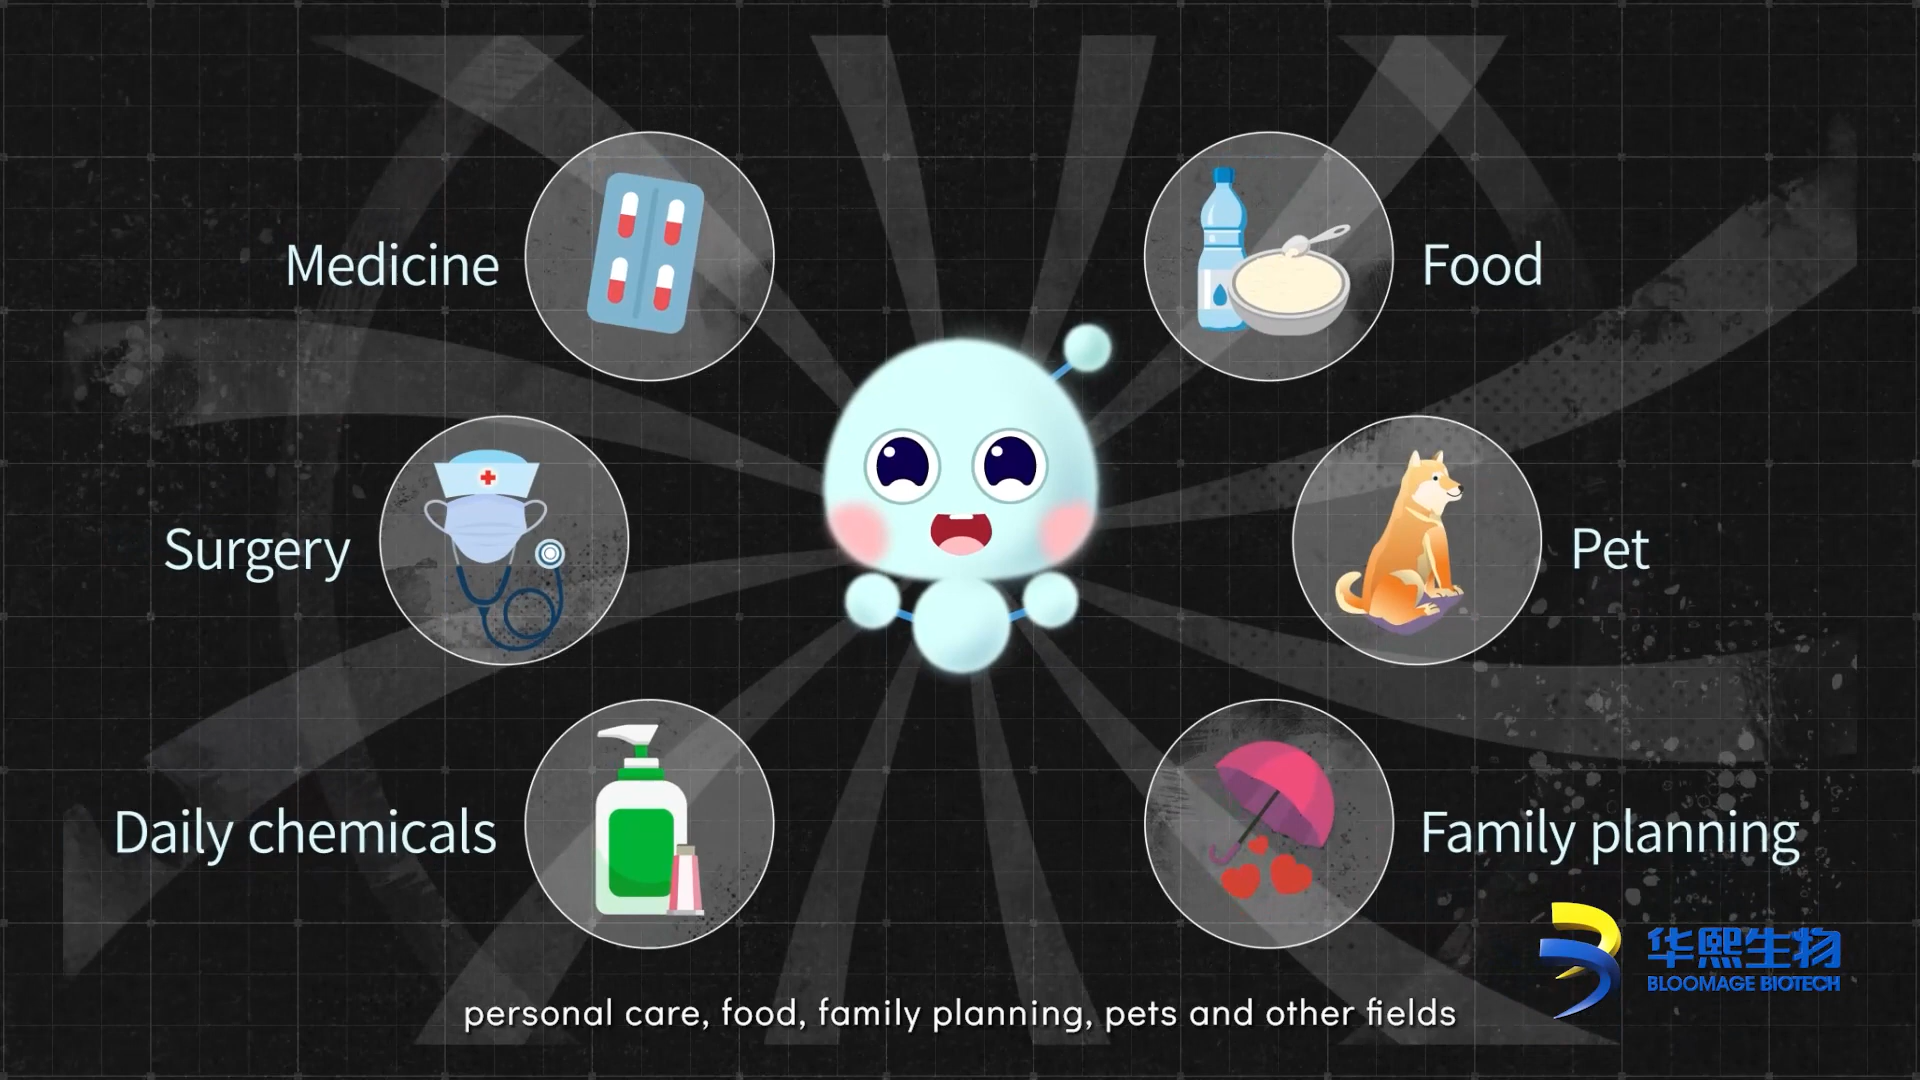 Medicine
Food
Surgery
Pet
Daily chemicals
Family planning
华熙生物
BLOOMAGE BIOTECH
personal care, food, family planning, pets and other fields